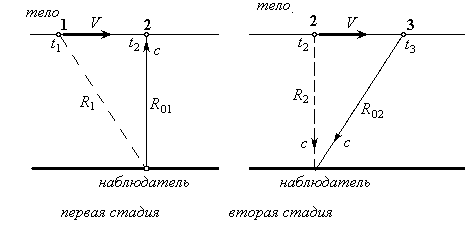 тело 1 V 2
t1 t2 c
R1 R01
наблюдатель
первая стадия
тело. 2 V 3
t2 t3
R2 R02
c c
наблюдатель
вторая стадия